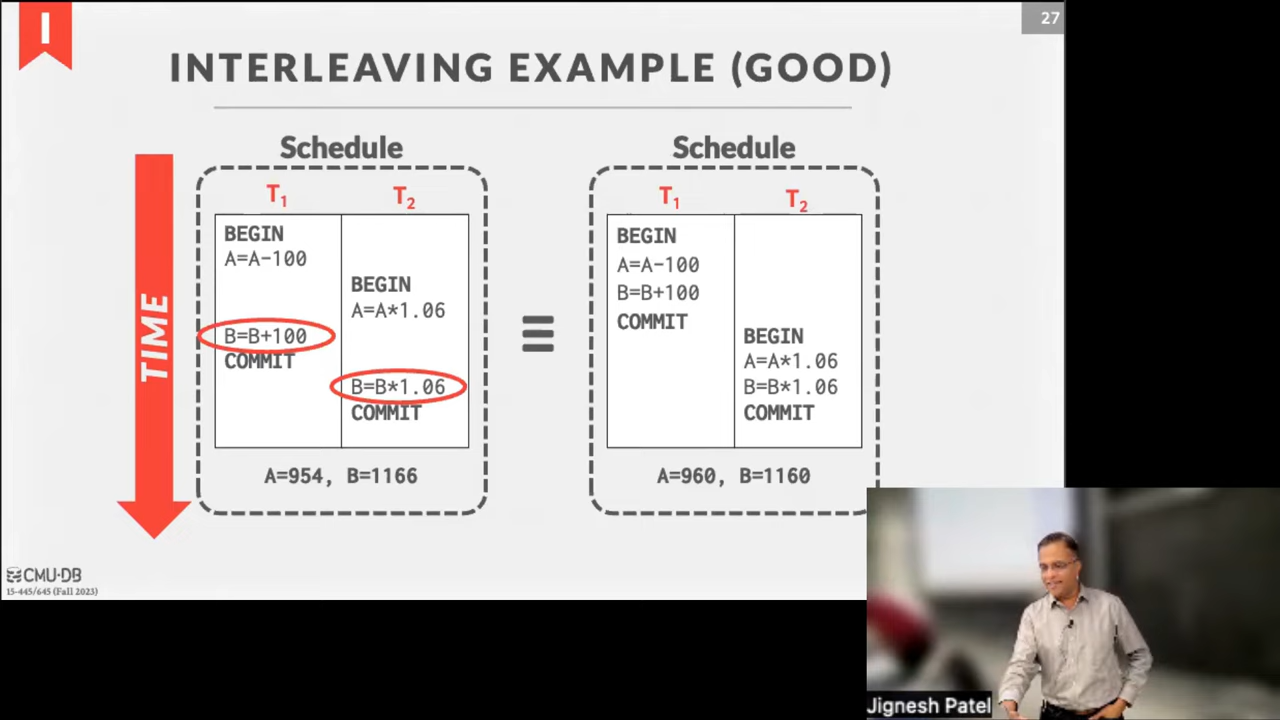 I
27
INTERLEAVING EXAMPLE (GOOD)
TIME
Schedule
T1 T2
BEGIN
A=A-100
BEGIN
A=A*1.06
B=B+100
COMMIT
B=B*1.06
COMMIT
A=954, B=1166
≡
Schedule
T1 T2
BEGIN
A=A-100
B=B+100
COMMIT
BEGIN
A=A*1.06
B=B*1.06
COMMIT
A=960, B=1160
CMU·DB
15-445/645 (Fall 2023)
Jignesh Patel